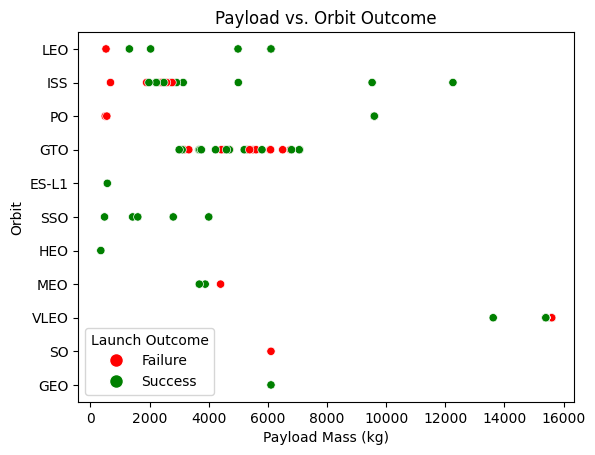 Payload vs. Orbit Outcome
Orbit
LEO
ISS
PO
GTO
ES-L1
SSO
HEO
MEO
VLEO
SO
GEO
Launch Outcome
Failure
Success
0 2000 4000 6000 8000 10000 12000 14000 16000
Payload Mass (kg)